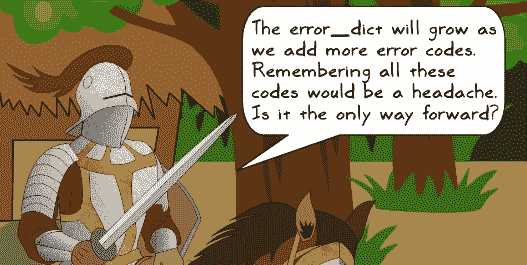 The error__dict will grow as
we add more error codes.
Remembering all these
codes would be a headache.
Is it the only way forward?